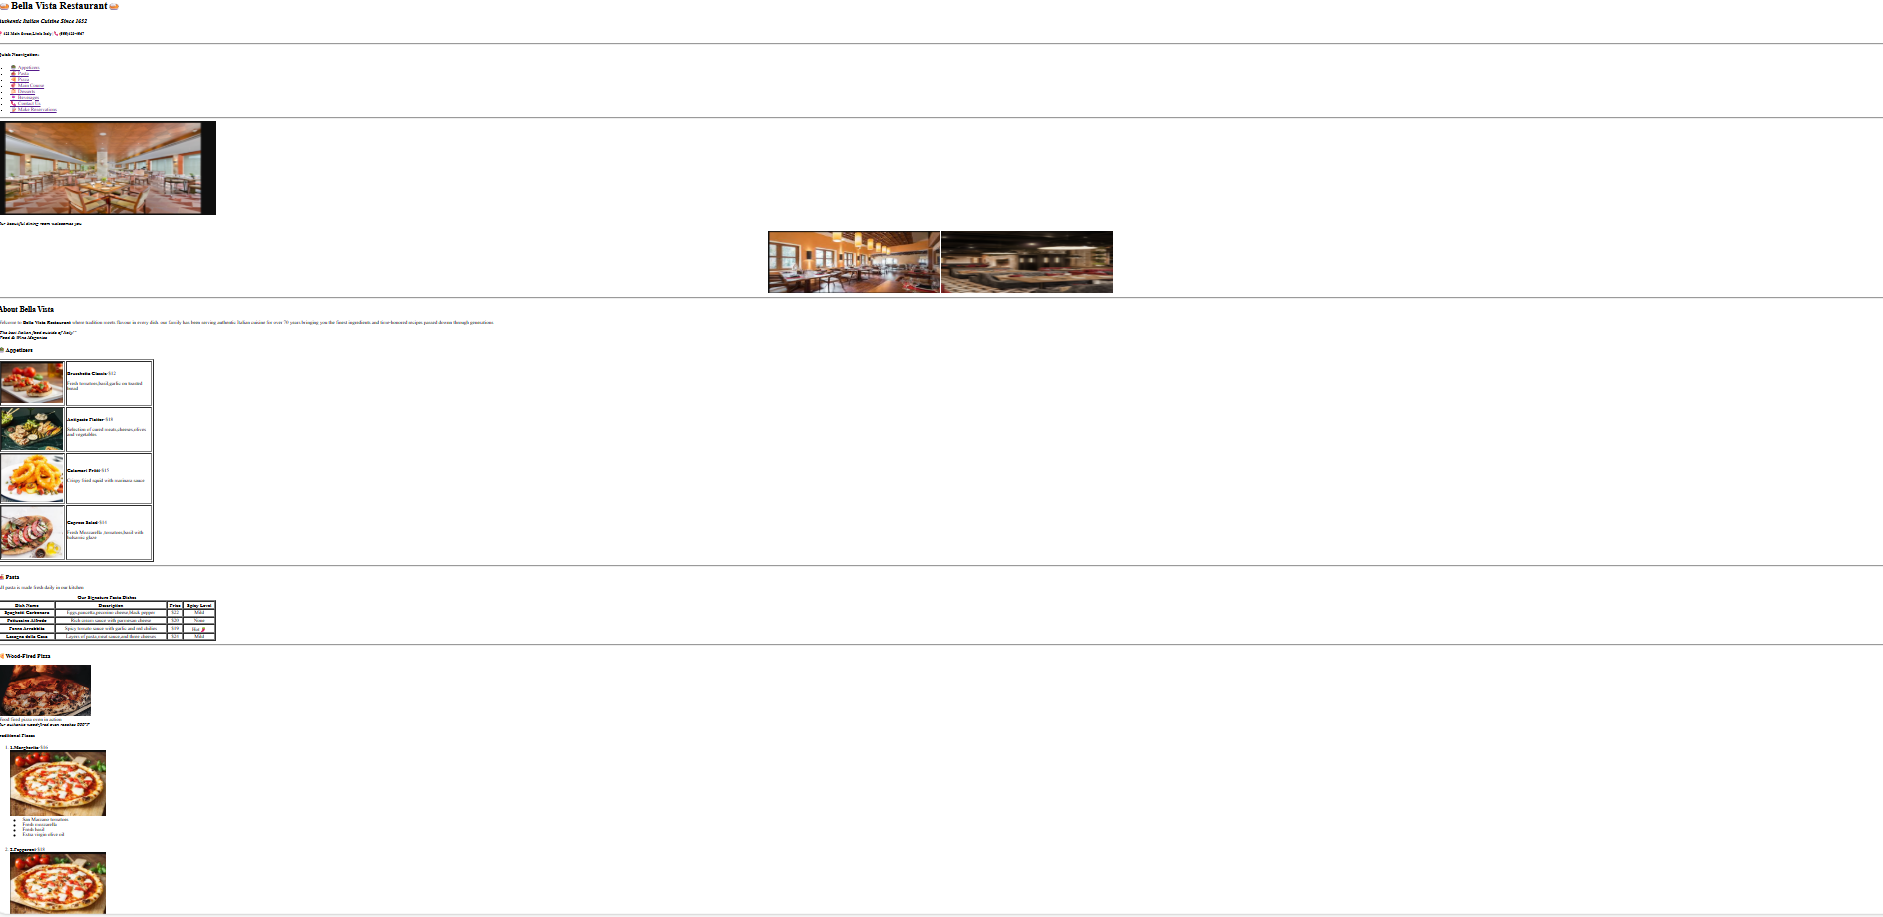 Bella Vista Restaurant
Authentic Italian Cuisine Since 1952
Quick Navigation:
Appetizers
Pasta
Pizza
Main Course
Desserts
Beverages
Contact Us
Make Reservations
Our beautiful dining room welcomes you
About Bella Vista
Welcome to Bella Vista Restaurant where tradition meets flavour in every dish. our family has been serving authentic Italian cuisine for over 70 years bringing you the finest ingredients and time-honored recipes passed down through generations
"The best Italian food outside of Italy!"
Food & Wine Magazine
Appetizers
Bruschetta Classic-$12
Fresh tomatoes,basil,garlic on toasted
bread
Antipasto Platter-$18
Selection of cured meats,cheeses,olives
and vegetables
Calamari Fritti-$15
Crispy fried squid with marinara sauce
Caprese Salad-$14
Fresh Mozzarella ,tomatoes,basil with
balsamic glaze
Pasta
All pasta is made fresh daily in our kitchen
Our Signature Pasta Dishes
Dish Name Description Price Spicy Level
Spaghetti Carbonara Eggs,pancetta,pecorino cheese,black pepper $22 Mild
Fettuccine Alfredo Rich cream sauce with parmesan cheese $20 None
Penne Arrabbiata Spicy tomato sauce with garlic and red chilies $19 Hot
Lasagna della Casa Layers of pasta,meat sauce,and three cheeses $24 Mild
Wood-Fired Pizza
Wood fired pizza oven in action
Our authentic wood-fired oven reaches 900°F
Traditional Pizzas
1. 1.Margherita-$16
San Marzano tomatoes
Fresh mozzarella
Fresh basil
Extra virgin olive oil
2. 2.Pepperoni-$18